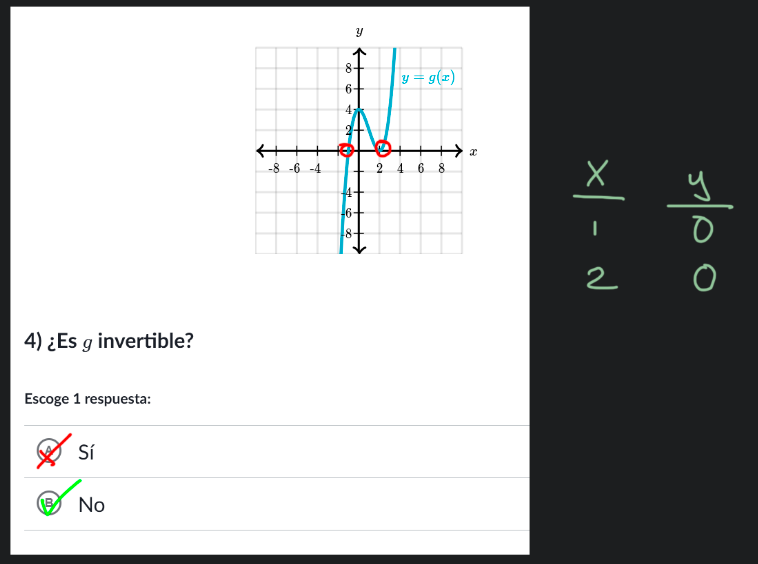 y
8
y = g(x)
6
4
2
x
-8 -6 -4 2 4 6 8
-4
-6
-8
x y
1 0
2 0
4) ¿Es g invertible?
Escoge 1 respuesta:
A Sí
B No